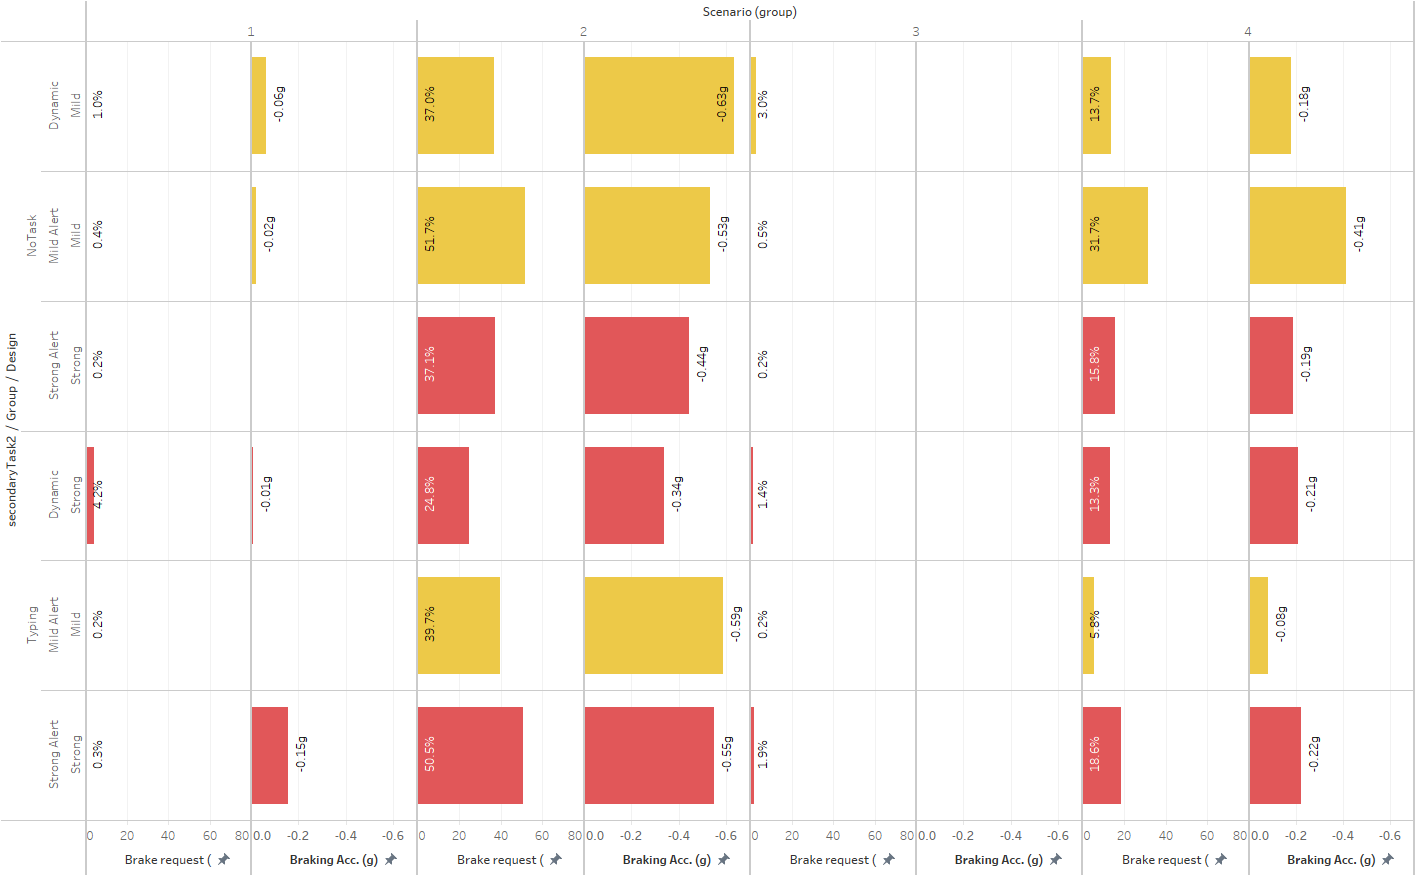 Scenario (group)
1 2 3 4
secondaryTask2 / Group / Design
NoTask
Dynamic Mild 1.0% -0.06g 37.0% -0.63g 3.0% 13.7% -0.18g
Mild Alert Mild 0.4% -0.02g 51.7% -0.53g 0.5% 31.7% -0.41g
Strong Alert Strong 0.2% 37.1% -0.44g 0.2% 15.8% -0.19g
Typing
Dynamic Strong 4.2% -0.01g 24.8% -0.34g 1.4% 13.3% -0.21g
Mild Alert Mild 0.2% 39.7% -0.59g 0.2% 5.8% -0.08g
Strong Alert Strong 0.3% -0.15g 50.5% -0.55g 1.9% 18.6% -0.22g
0 20 40 60 80 0.0 -0.2 -0.4 -0.6 0 20 40 60 80 0.0 -0.2 -0.4 -0.6 0 20 40 60 80 0.0 -0.2 -0.4 -0.6 0 20 40 60 80 0.0 -0.2 -0.4 -0.6
Brake request ( Braking Acc. (g) Brake request ( Braking Acc. (g) Brake request ( Braking Acc. (g) Brake request ( Braking Acc. (g)